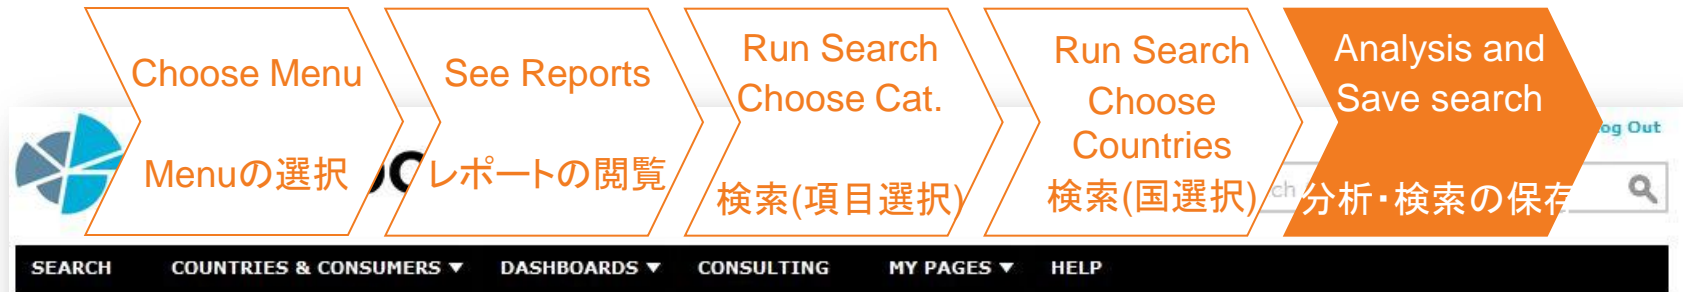 Choose Menu
Menuの選択
See Reports
レポートの閲覧
Run Search
Choose Cat.
検索(項目選択)
Run Search
Choose
Countries
検索(国選択)
Analysis and
Save search
分析・検索の保存
og Out
ch
SEARCH COUNTRIES & CONSUMERS ▼ DASHBOARDS ▼ CONSULTING MY PAGES ▼ HELP